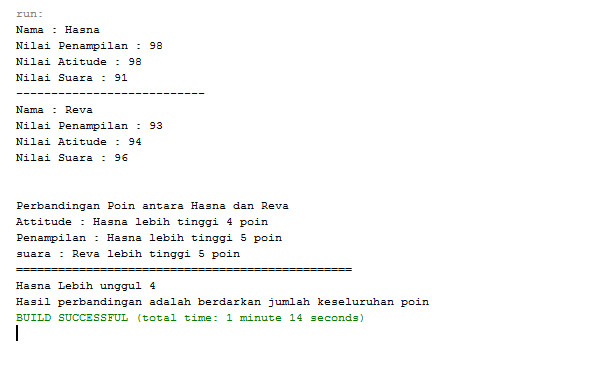 run:
Nama : Hasna
Nilai Penampilan : 98
Nilai Atitude : 98
Nilai Suara : 91
---------------------------
Nama : Reva
Nilai Penampilan : 93
Nilai Atitude : 94
Nilai Suara : 96
Perbandingan Poin antara Hasna dan Reva
Attitude : Hasna lebih tinggi 4 poin
Penampilan : Hasna lebih tinggi 5 poin
suara : Reva lebih tinggi 5 poin
================================================
Hasna Lebih unggul 4
Hasil perbandingan adalah berdarkan jumlah keseluruhan poin
BUILD SUCCESSFUL (total time: 1 minute 14 seconds)